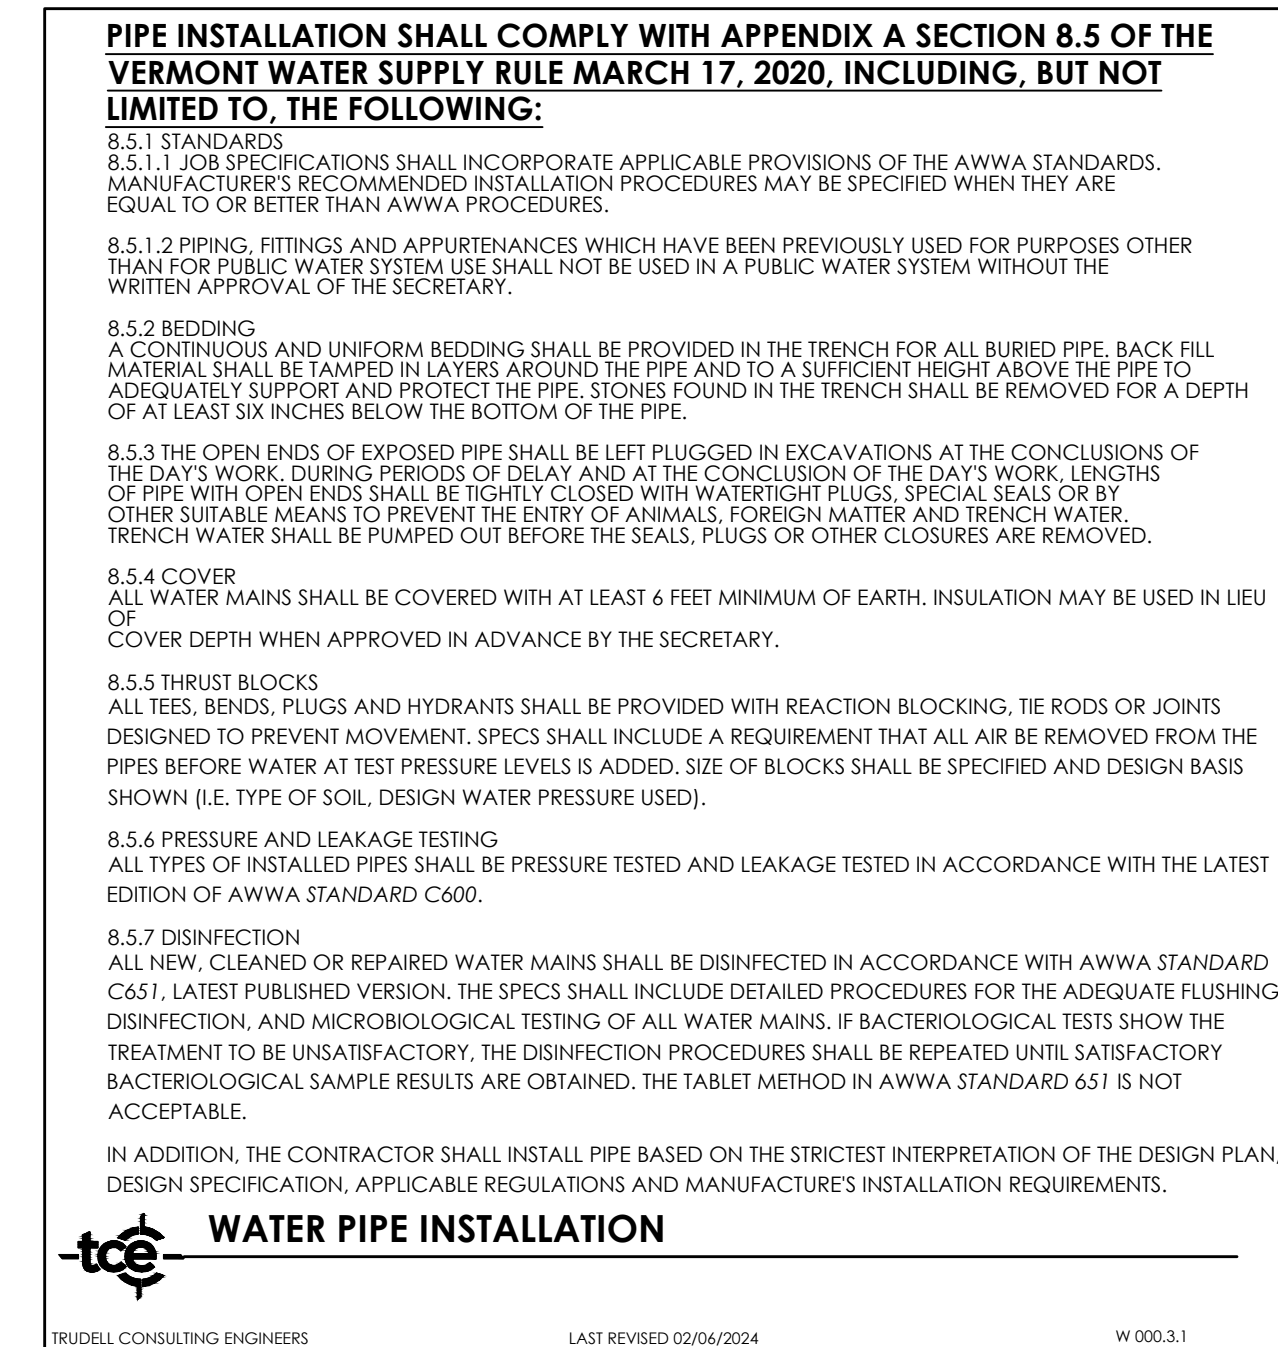 PIPE INSTALLATION SHALL COMPLY WITH APPENDIX A SECTION 8.5 OF THE
VERMONT WATER SUPPLY RULE MARCH 17, 2020, INCLUDING, BUT NOT
LIMITED TO, THE FOLLOWING:
8.5.1 STANDARDS
8.5.1.1 JOB SPECIFICATIONS SHALL INCORPORATE APPLICABLE PROVISIONS OF THE AWWA STANDARDS.
MANUFACTURER'S RECOMMENDED INSTALLATION PROCEDURES MAY BE SPECIFIED WHEN THEY ARE
EQUAL TO OR BETTER THAN AWWA PROCEDURES.
8.5.1.2 PIPING, FITTINGS AND APPURTENANCES WHICH HAVE BEEN PREVIOUSLY USED FOR PURPOSES OTHER
THAN FOR PUBLIC WATER SYSTEM USE SHALL NOT BE USED IN A PUBLIC WATER SYSTEM WITHOUT THE
WRITTEN APPROVAL OF THE SECRETARY.
8.5.2 BEDDING
A CONTINUOUS AND UNIFORM BEDDING SHALL BE PROVIDED IN THE TRENCH FOR ALL BURIED PIPE. BACK FILL
MATERIAL SHALL BE TAMPED IN LAYERS AROUND THE PIPE AND TO A SUFFICIENT HEIGHT ABOVE THE PIPE TO
ADEQUATELY SUPPORT AND PROTECT THE PIPE. STONES FOUND IN THE TRENCH SHALL BE REMOVED FOR A DEPTH
OF AT LEAST SIX INCHES BELOW THE BOTTOM OF THE PIPE.
8.5.3 THE OPEN ENDS OF EXPOSED PIPE SHALL BE LEFT PLUGGED IN EXCAVATIONS AT THE CONCLUSIONS OF
THE DAY'S WORK. DURING PERIODS OF DELAY AND AT THE CONCLUSION OF THE DAY'S WORK, LENGTHS
OF PIPE WITH OPEN ENDS SHALL BE TIGHTLY CLOSED WITH WATERTIGHT PLUGS, SPECIAL SEALS OR BY
OTHER SUITABLE MEANS TO PREVENT THE ENTRY OF ANIMALS, FOREIGN MATTER AND TRENCH WATER.
TRENCH WATER SHALL BE PUMPED OUT BEFORE THE SEALS, PLUGS OR OTHER CLOSURES ARE REMOVED.
8.5.4 COVER
ALL WATER MAINS SHALL BE COVERED WITH AT LEAST 6 FEET MINIMUM OF EARTH. INSULATION MAY BE USED IN LIEU
OF
COVER DEPTH WHEN APPROVED IN ADVANCE BY THE SECRETARY.
8.5.5 THRUST BLOCKS
ALL TEES, BENDS, PLUGS AND HYDRANTS SHALL BE PROVIDED WITH REACTION BLOCKING, TIE RODS OR JOINTS
DESIGNED TO PREVENT MOVEMENT. SPECS SHALL INCLUDE A REQUIREMENT THAT ALL AIR BE REMOVED FROM THE
PIPES BEFORE WATER AT TEST PRESSURE LEVELS IS ADDED. SIZE OF BLOCKS SHALL BE SPECIFIED AND DESIGN BASIS
SHOWN (I.E. TYPE OF SOIL, DESIGN WATER PRESSURE USED).
8.5.6 PRESSURE AND LEAKAGE TESTING
ALL TYPES OF INSTALLED PIPES SHALL BE PRESSURE TESTED AND LEAKAGE TESTED IN ACCORDANCE WITH THE LATEST
EDITION OF AWWA STANDARD C600.
8.5.7 DISINFECTION
ALL NEW, CLEANED OR REPAIRED WATER MAINS SHALL BE DISINFECTED IN ACCORDANCE WITH AWWA STANDARD
C651, LATEST PUBLISHED VERSION. THE SPECS SHALL INCLUDE DETAILED PROCEDURES FOR THE ADEQUATE FLUSHING
DISINFECTION, AND MICROBIOLOGICAL TESTING OF ALL WATER MAINS. IF BACTERIOLOGICAL TESTS SHOW THE
TREATMENT TO BE UNSATISFACTORY, THE DISINFECTION PROCEDURES SHALL BE REPEATED UNTIL SATISFACTORY
BACTERIOLOGICAL SAMPLE RESULTS ARE OBTAINED. THE TABLET METHOD IN AWWA STANDARD 651 IS NOT
ACCEPTABLE.
IN ADDITION, THE CONTRACTOR SHALL INSTALL PIPE BASED ON THE STRICTEST INTERPRETATION OF THE DESIGN PLAN,
DESIGN SPECIFICATION, APPLICABLE REGULATIONS AND MANUFACTURE'S INSTALLATION REQUIREMENTS.
WATER PIPE INSTALLATION
tce
TRUDELL CONSULTING ENGINEERS
LAST REVISED 02/06/2024
W 000.3.1